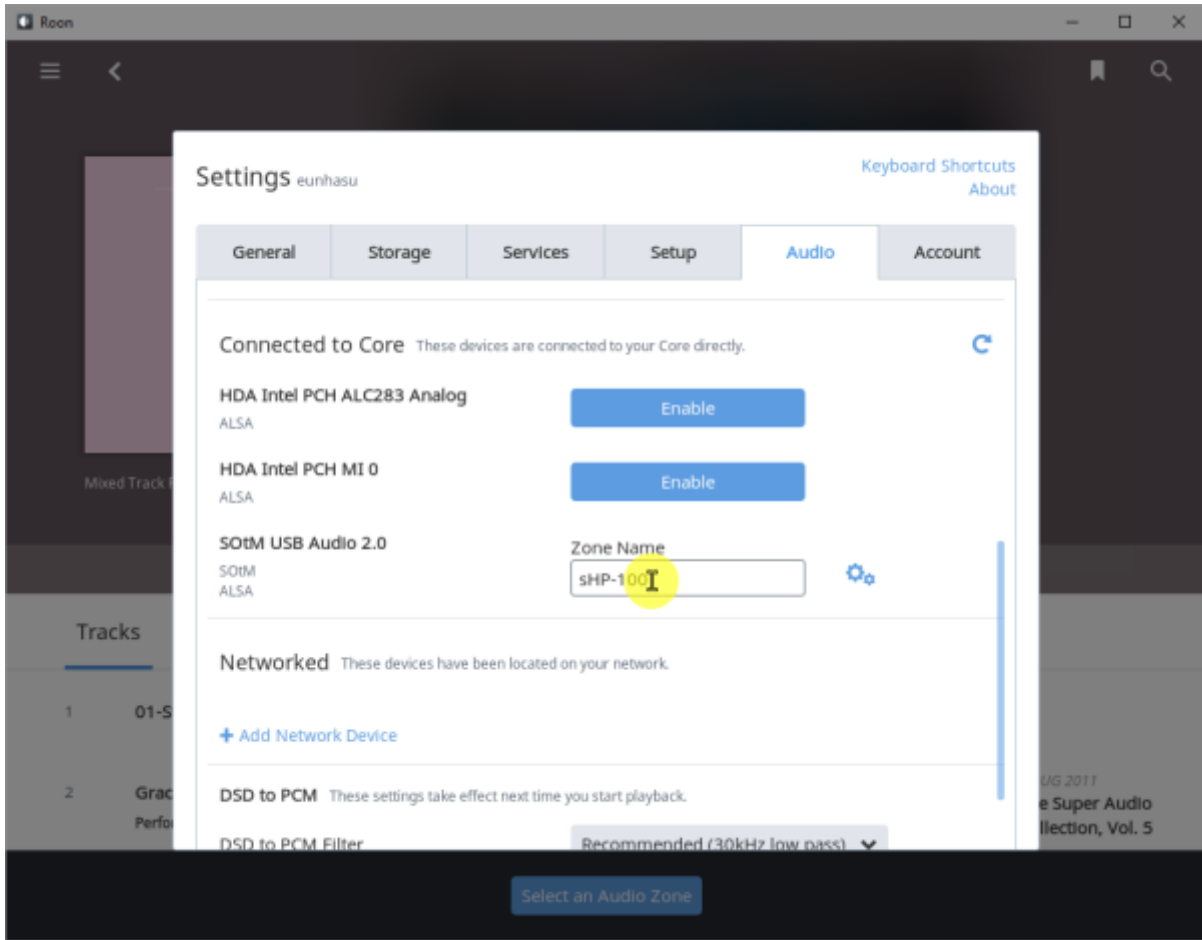 Roon
Settings eunhasu
Keyboard Shortcuts
About
General Storage Services Setup Audio Account
Connected to Core These devices are connected to your Core directly.
HDA Intel PCH ALC283 Analog
Enable
ALSA
HDA Intel PCH MI 0
Enable
ALSA
SOtM USB Audio 2.0
Zone Name
SOtM
sHP-100
ALSA
Mixed Track
Tracks
Networked These devices have been located on your network.
1 01-S
+ Add Network Device
2 Grac
Perfo
DSD to PCM These settings take effect next time you start playback.
UG 2011
e Super Audio
llection, Vol. 5
DSD to PCM Filter Recommended (30kHz low pass)
Select an Audio Zone